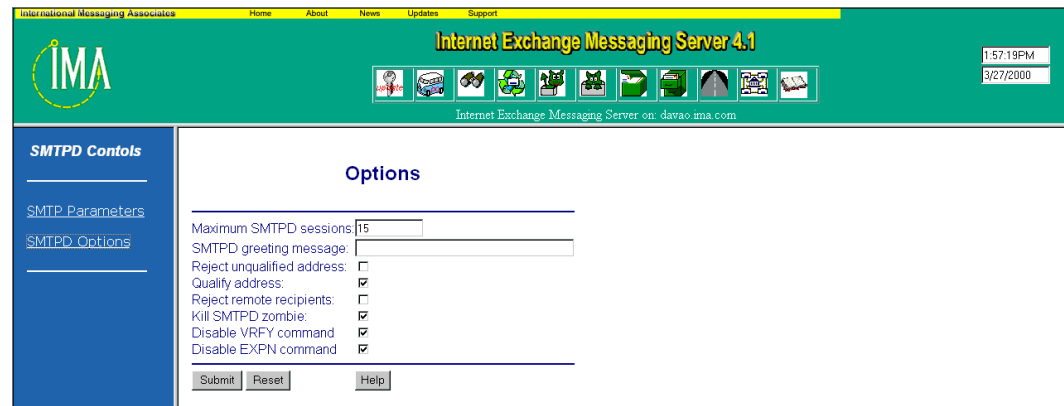 International Messaging Associates Home About News Updates Support
IMA
Internet Exchange Messaging Server 4.1
1:57:19PM
3/27/2000
update
Internet Exchange Messaging Server on: davao.ima.com
SMTPD Contols
SMTP Parameters
SMTPD Options
Options
Maximum SMTPD sessions: 15
SMTPD greeting message:
Reject unqualified address:
Qualify address:
Reject remote recipients:
Kill SMTPD zombie:
Disable VRFY command
Disable EXPN command
Submit Reset Help